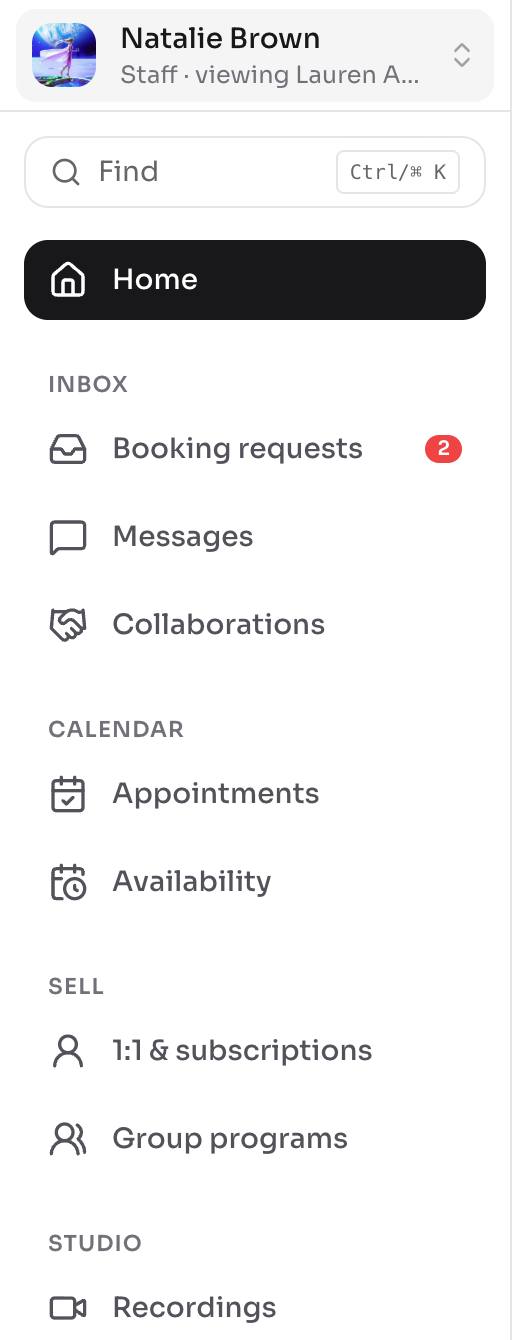 Natalie Brown
Staff · viewing Lauren A...
Find
Ctrl/⌘ K
Home
INBOX
Booking requests
2
Messages
Collaborations
CALENDAR
Appointments
Availability
SELL
1:1 & subscriptions
Group programs
STUDIO
Recordings